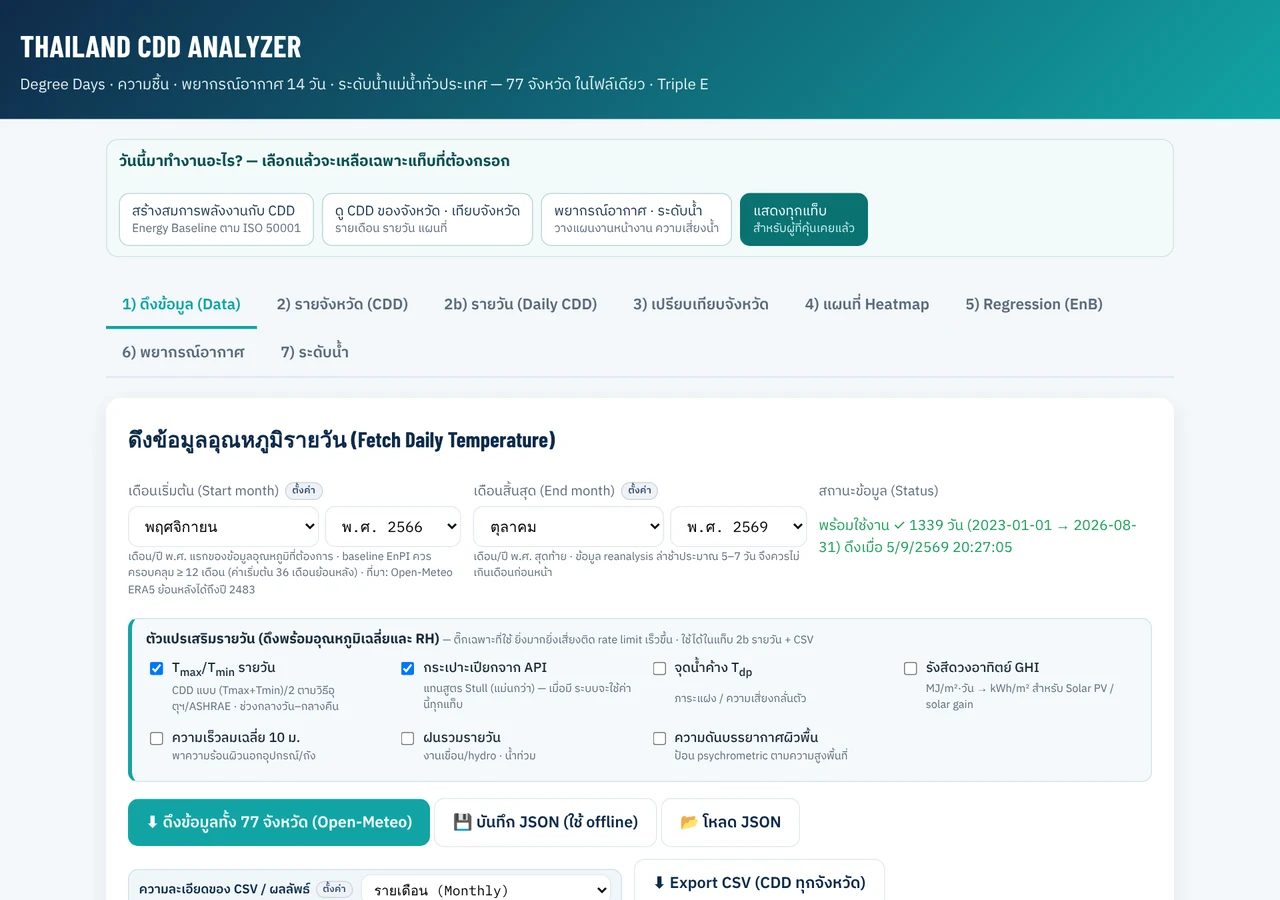 THAILAND CDD ANALYZER
Degree Days · ความชื้น · พยากรณ์อากาศ 14 วัน · ระดับน้ำแม่น้ำทั่วประเทศ — 77 จังหวัด ในไฟล์เดียว · Triple E
วันนี้มาทำงานอะไร? — เลือกแล้วจะเหลือเฉพาะแท็บที่ต้องกรอก
สร้างสมการพลังงานกับ CDD
Energy Baseline ตาม ISO 50001
ดู CDD ของจังหวัด · เทียบจังหวัด
รายเดือน รายวัน แผนที่
พยากรณ์อากาศ · ระดับน้ำ
วางแผนงานหน้างาน ความเสี่ยงน้ำ
แสดงทุกแท็บ
สำหรับผู้ที่คุ้นเคยแล้ว
1) ดึงข้อมูล (Data)
2) รายจังหวัด (CDD)
2b) รายวัน (Daily CDD)
3) เปรียบเทียบจังหวัด
4) แผนที่ Heatmap
5) Regression (EnB)
6) พยากรณ์อากาศ
7) ระดับน้ำ
ดึงข้อมูลอุณหภูมิรายวัน (Fetch Daily Temperature)
เดือนเริ่มต้น (Start month) ตั้งค่า
พฤศจิกายน
พ.ศ. 2566
เดือน/ปี พ.ศ. แรกของข้อมูลอุณหภูมิที่ต้องการ · baseline EnPI ควร
ครอบคลุม ≥ 12 เดือน (ค่าเริ่มต้น 36 เดือนย้อนหลัง) · ที่มา: Open-Meteo
ERA5 ย้อนหลังได้ถึงปี 2483
เดือนสิ้นสุด (End month) ตั้งค่า
ตุลาคม
พ.ศ. 2569
เดือน/ปี พ.ศ. สุดท้าย · ข้อมูล reanalysis ล่าช้าประมาณ 5–7 วัน จึงควรไม่
เกินเดือนก่อนหน้า
สถานะข้อมูล (Status)
พร้อมใช้งาน ✓ 1339 วัน (2023-01-01 → 2026-08-
31) ดึงเมื่อ 5/9/2569 20:27:05
ตัวแปรเสริมรายวัน (ดึงพร้อมอุณหภูมิเฉลี่ยและ RH) — ติ๊กเฉพาะที่ใช้ ยิ่งมากยิ่งเสี่ยงติด rate limit เร็วขึ้น · ใช้ได้ในแท็บ 2b รายวัน + CSV
Tmax/Tmin รายวัน
CDD แบบ (Tmax+Tmin)/2 ตามวิธีอุ
ตุฯ/ASHRAE · ช่วงกลางวัน–กลางคืน
กระเปาะเปียกจาก API
แทนสูตร Stull (แม่นกว่า) — เมื่อมี ระบบจะใช้ค่า
นี้ทุกแท็บ
จุดน้ำค้าง Tdp
ภาระแฝง / ความเสี่ยงกลั่นตัว
รังสีดวงอาทิตย์ GHI
MJ/m²·วัน → kWh/m² สำหรับ Solar PV /
solar gain
ความเร็วลมเฉลี่ย 10 ม.
พาความร้อนผิวนอกอุปกรณ์/ถัง
ฝนรวมรายวัน
งานเขื่อน/hydro · น้ำท่วม
ความดันบรรยากาศผิวพื้น
ป้อน psychrometric ตามความสูงพื้นที่
⬇ ดึงข้อมูลทั้ง 77 จังหวัด (Open-Meteo)
💾 บันทึก JSON (ใช้ offline)
📂 โหลด JSON
ความละเอียดของ CSV / ผลลัพธ์ ตั้งค่า
รายเดือน (Monthly)
⬇ Export CSV (CDD ทุกจังหวัด)